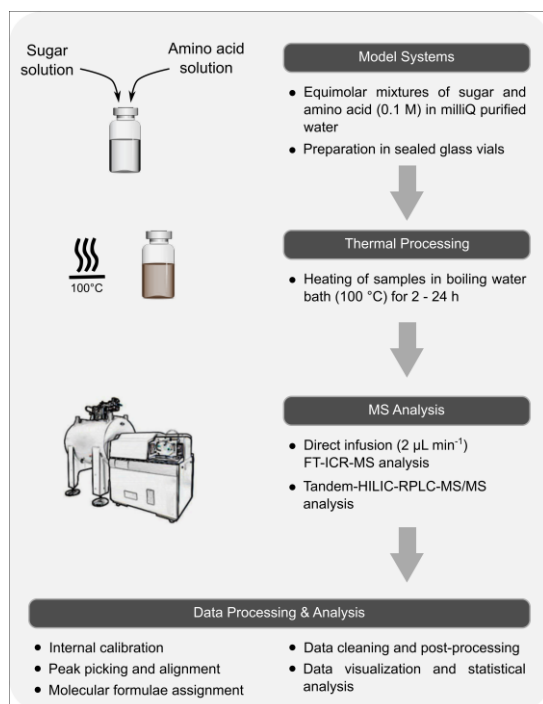 Sugar
solution
Amino acid
solution
Model Systems
● Equimolar mixtures of sugar and
amino acid (0.1 M) in milliQ purified
water
● Preparation in sealed glass vials
100°C
Thermal Processing
● Heating of samples in boiling water
bath (100 °C) for 2 - 24 h
MS Analysis
● Direct infusion (2 µL min⁻¹)
FT-ICR-MS analysis
● Tandem-HILIC-RPLC-MS/MS
analysis
Data Processing & Analysis
● Internal calibration
● Peak picking and alignment
● Molecular formulae assignment
● Data cleaning and post-processing
● Data visualization and statistical
analysis